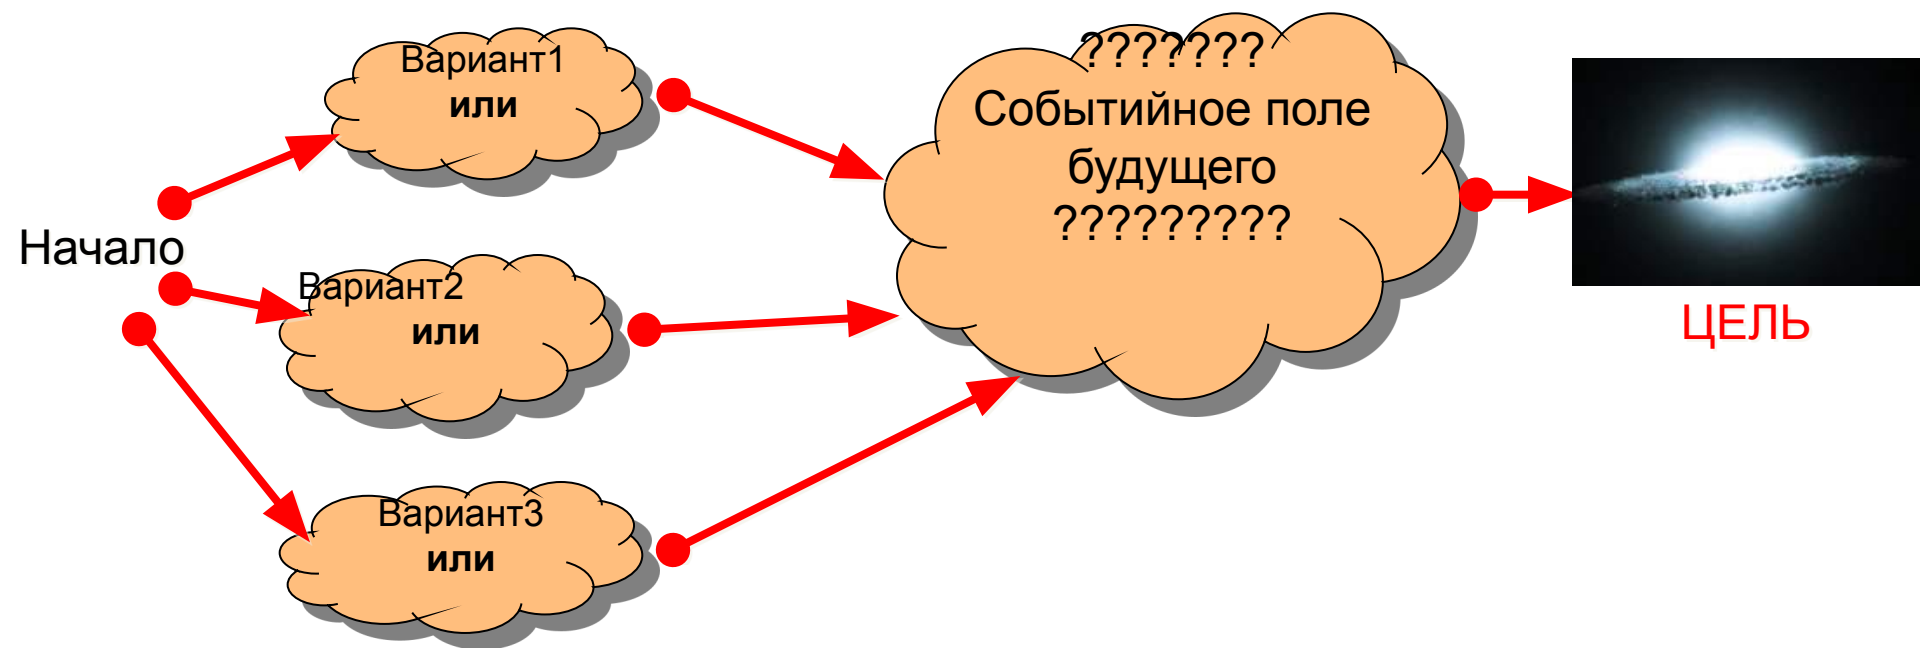 Начало
Вариант1
или
Вариант2
или
Вариант3
или
???????
Событийное поле
будущего
?????????
ЦЕЛЬ